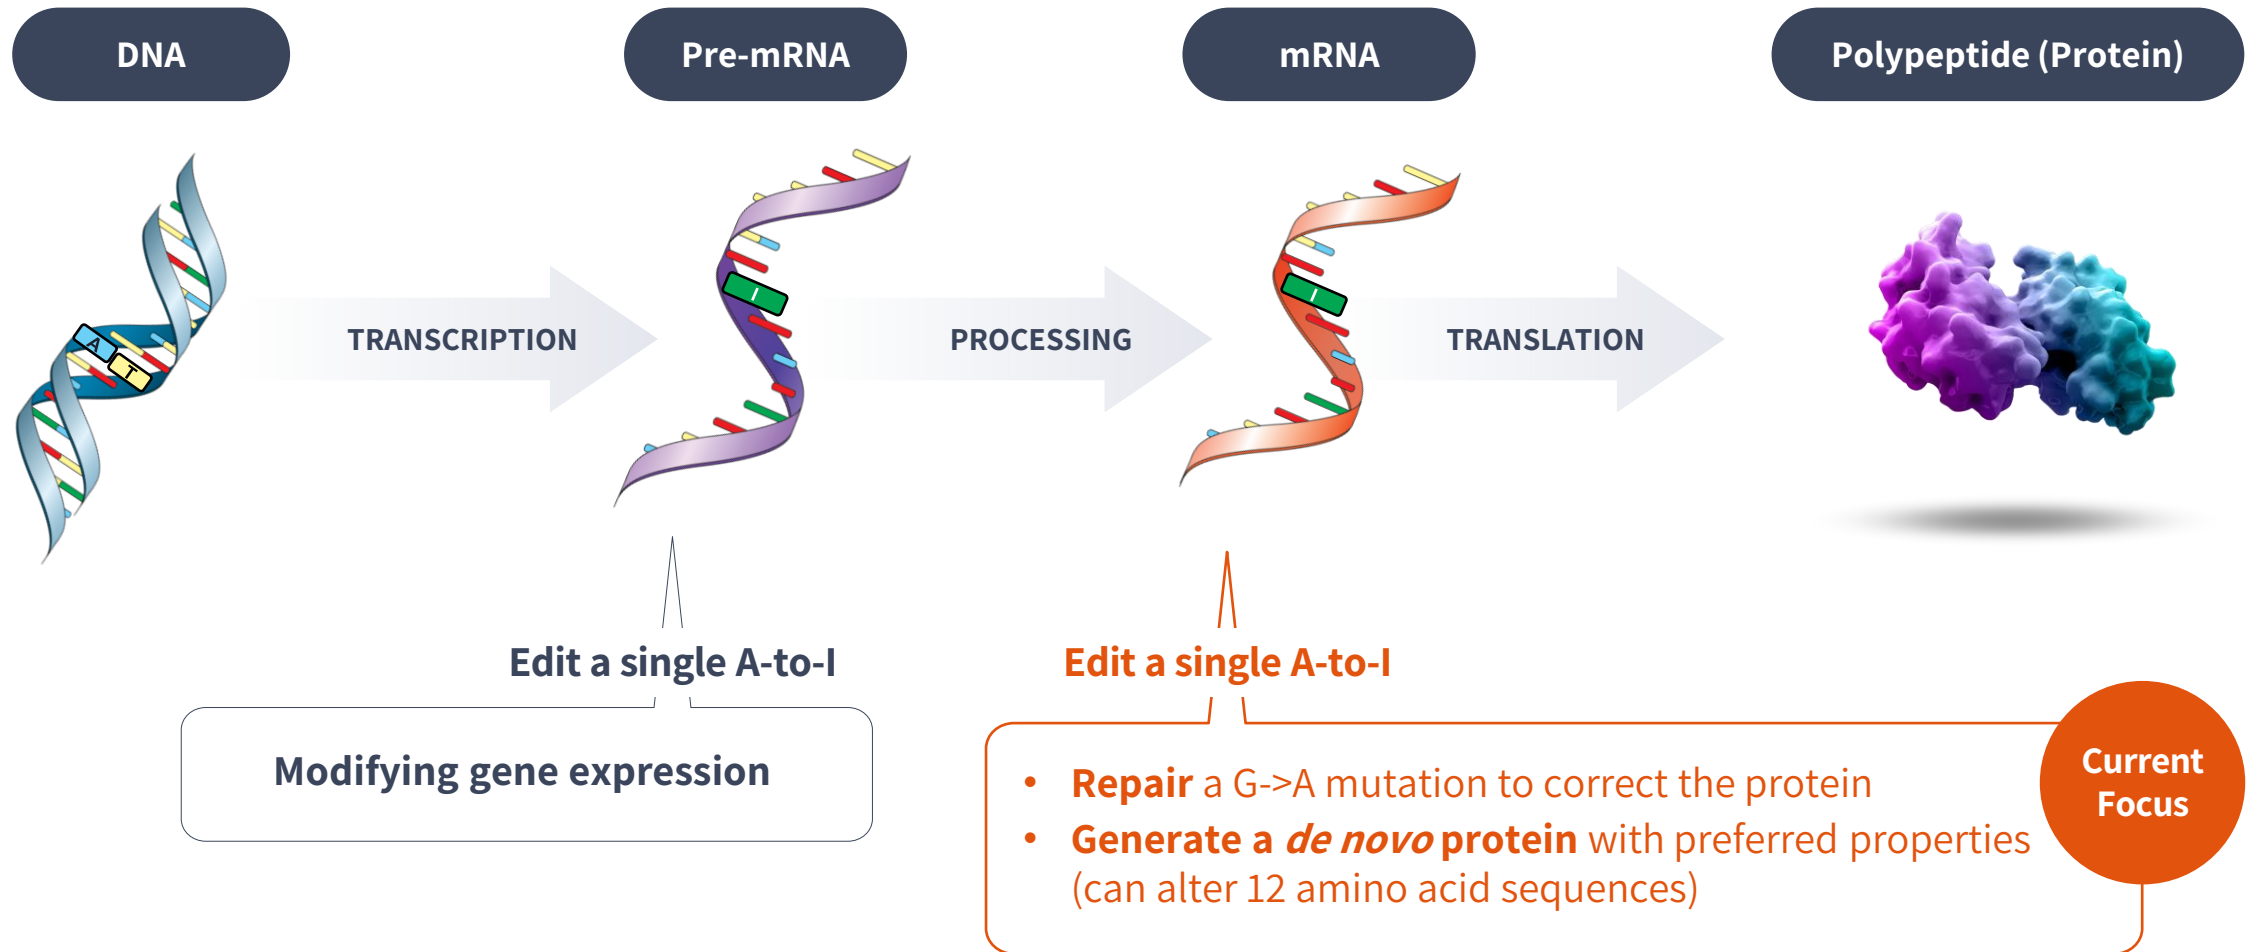 DNA
Pre-mRNA
mRNA
Polypeptide (Protein)
A
T
I
I
TRANSCRIPTION
PROCESSING
TRANSLATION
Edit a single A-to-I
Modifying gene expression
Edit a single A-to-I
• Repair a G->A mutation to correct the protein
• Generate a de novo protein with preferred properties
(can alter 12 amino acid sequences)
Current
Focus